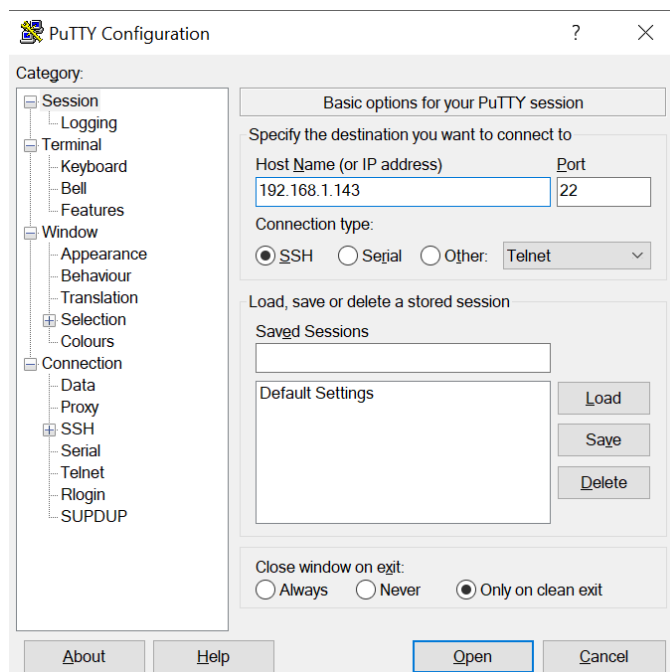 PuTTY Configuration
?
Category:
Session
Logging
Terminal
Keyboard
Bell
Features
Window
Appearance
Behaviour
Translation
Selection
Colours
Connection
Data
Proxy
SSH
Serial
Telnet
Rlogin
SUPDUP
Basic options for your PuTTY session
Specify the destination you want to connect to
Host Name (or IP address) Port
192.168.1.143 22
Connection type:
SSH Serial Other: Telnet
Load, save or delete a stored session
Saved Sessions
Default Settings
Load
Save
Delete
Close window on exit:
Always Never Only on clean exit
About Help Open Cancel